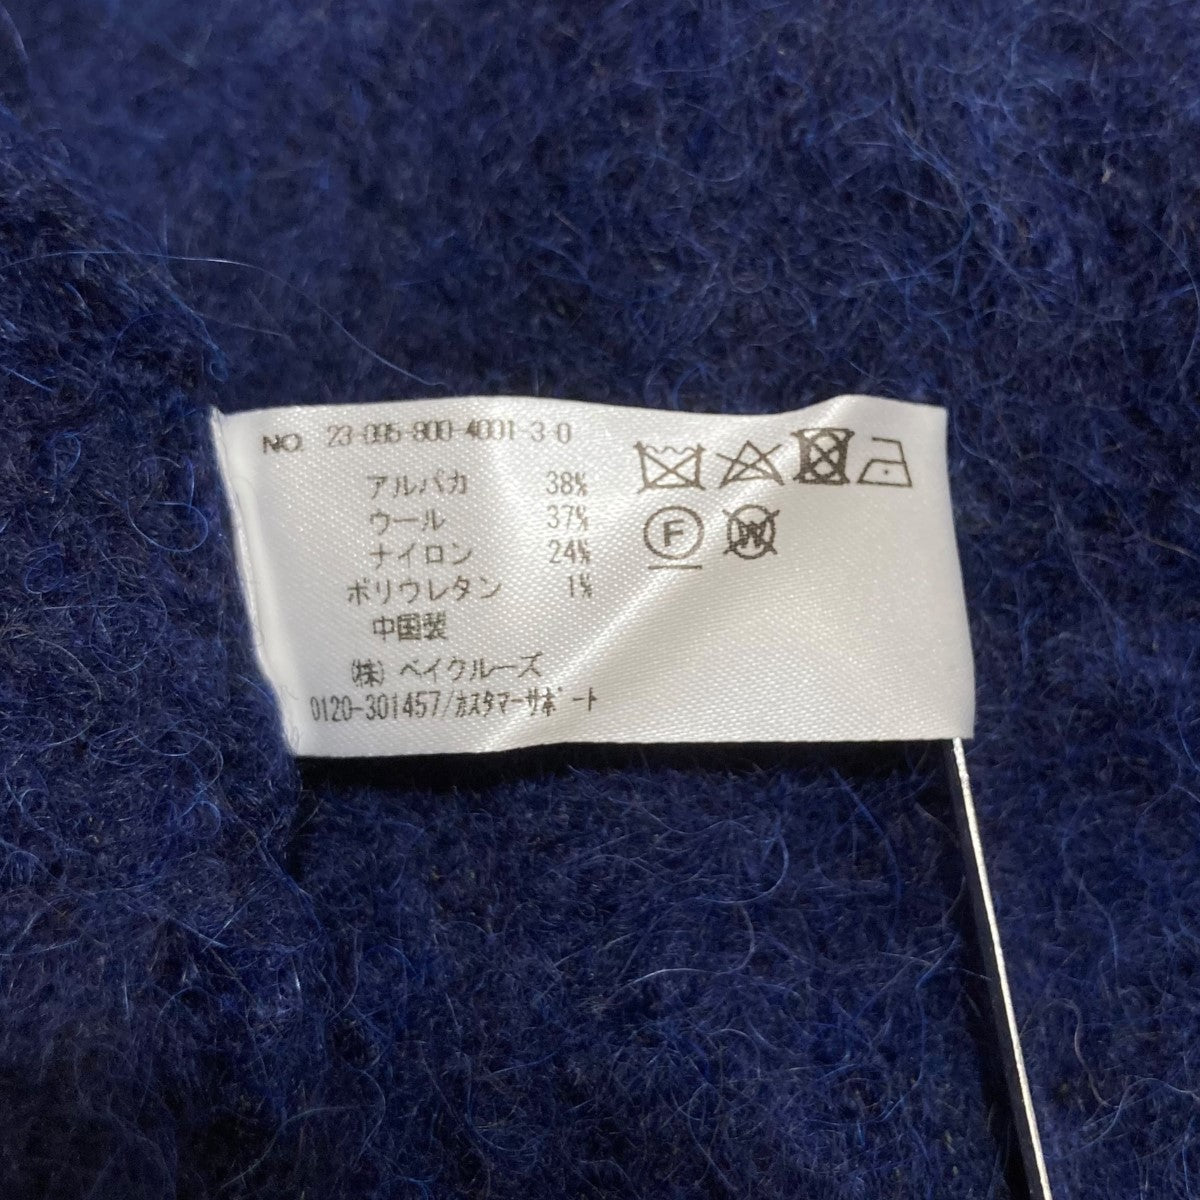 NO. 23-095-800-4001-3-0
アルパカ 38%
ウール 37%
ナイロン 24%
ポリウレタン 1%
中国製
(株) ベイクルーズ
0120-301457/カスタマーサポート
F
W